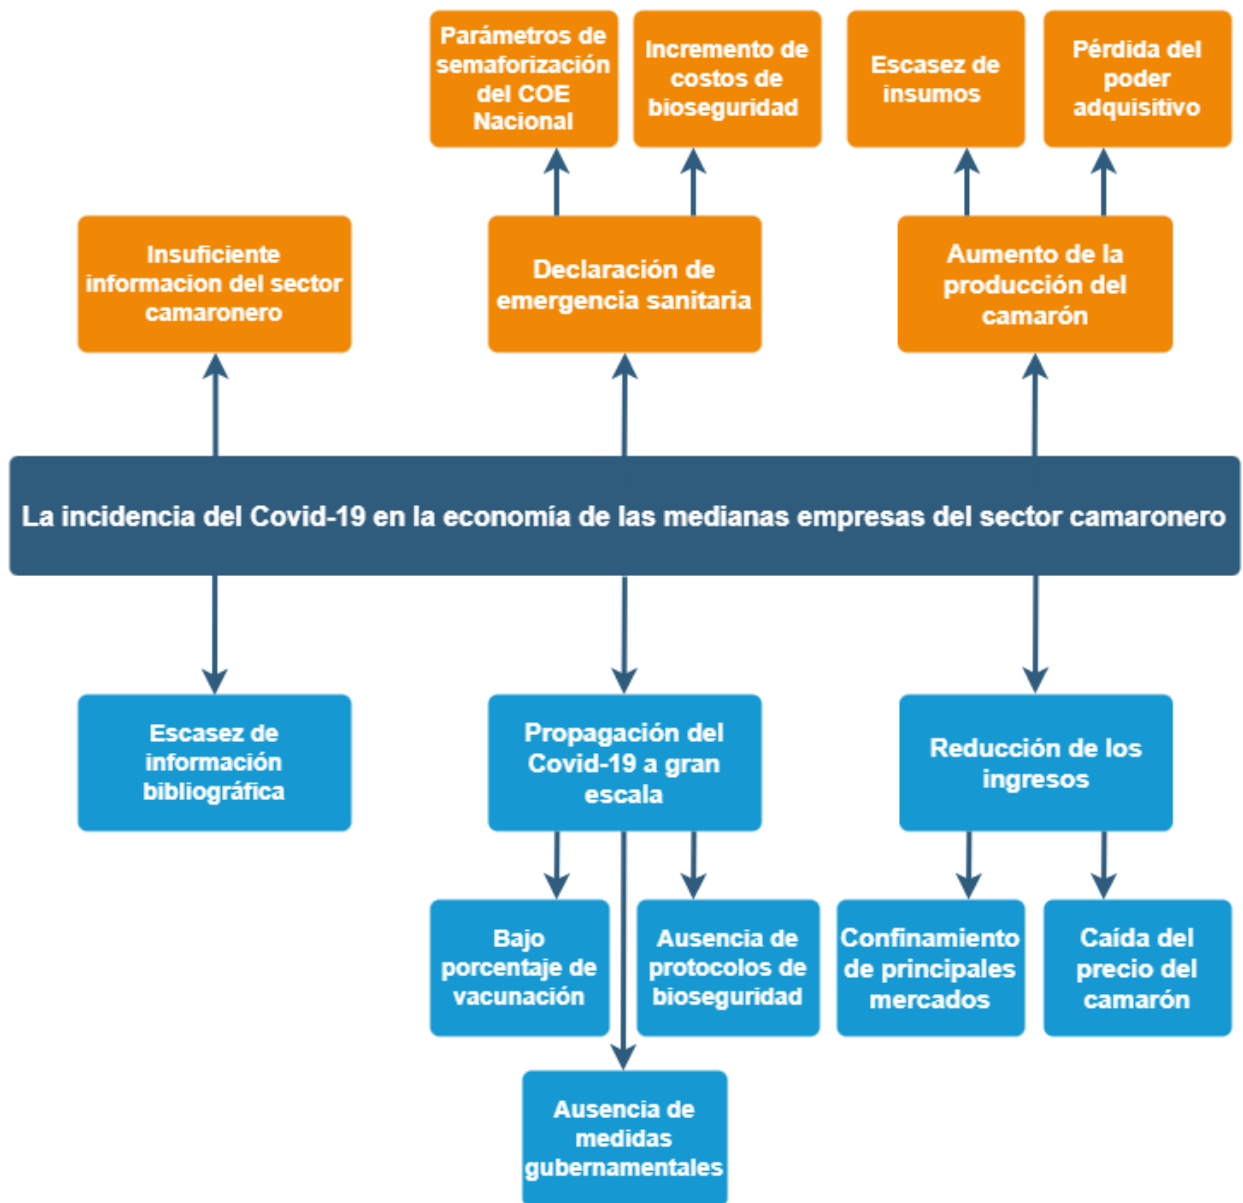 Parámetros de
semaforización
del COE
Nacional
Incremento de
costos de
bioseguridad
Escasez de
insumos
Pérdida del
poder
adquisitivo
Insuficiente
informacion del sector
camaronero
Declaración de
emergencia sanitaria
Aumento de la
producción del
camarón
La incidencia del Covid-19 en la economía de las medianas empresas del sector camaronero
Escasez de
información
bibliográfica
Propagación del
Covid-19 a gran
escala
Reducción de los
ingresos
Bajo
porcentaje de
vacunación
Ausencia de
protocolos de
bioseguridad
Confinamiento
de principales
mercados
Caída del
precio del
camarón
Ausencia de
medidas
gubernamentales